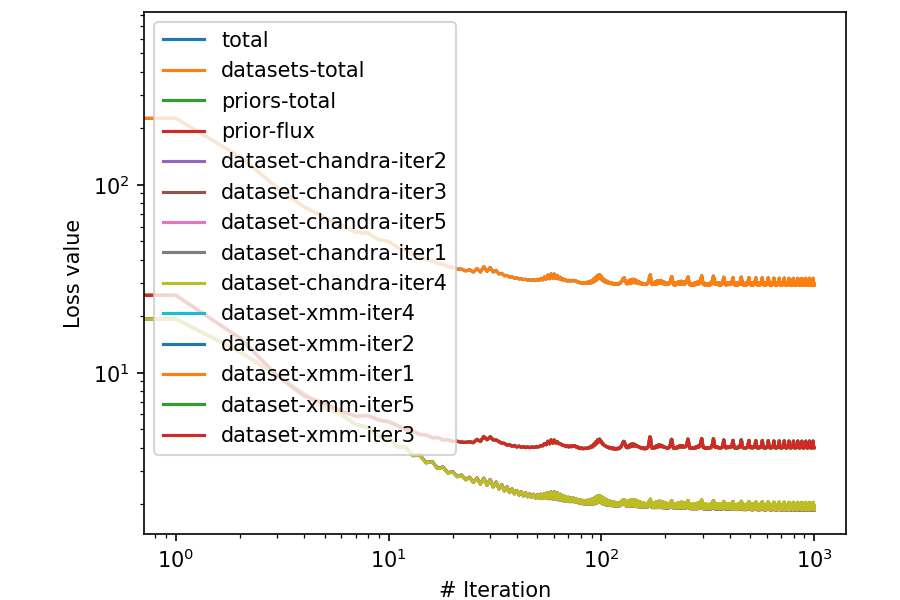 total
datasets-total
priors-total
prior-flux
dataset-chandra-iter2
dataset-chandra-iter3
dataset-chandra-iter5
dataset-chandra-iter1
dataset-chandra-iter4
dataset-xmm-iter4
dataset-xmm-iter2
dataset-xmm-iter1
dataset-xmm-iter5
dataset-xmm-iter3
Loss value
10²
10¹
10⁰ 10¹ 10² 10³
# Iteration